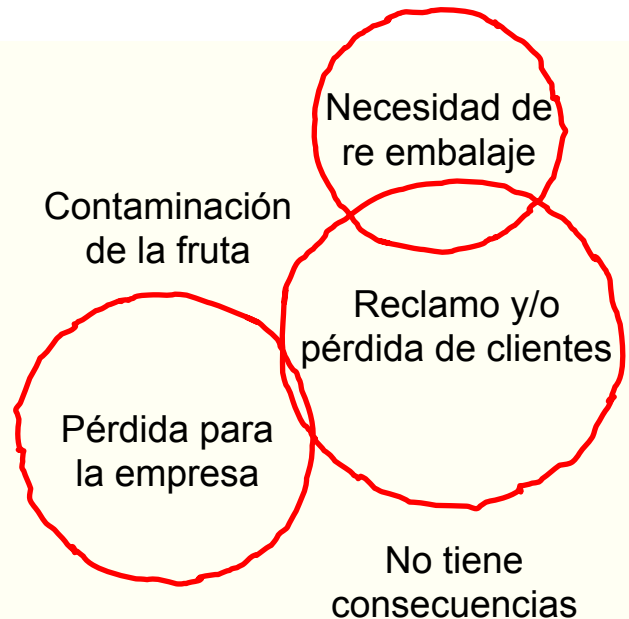 Necesidad de
re embalaje
Contaminación
de la fruta
Reclamo y/o
pérdida de clientes
Pérdida para
la empresa
No tiene
consecuencias